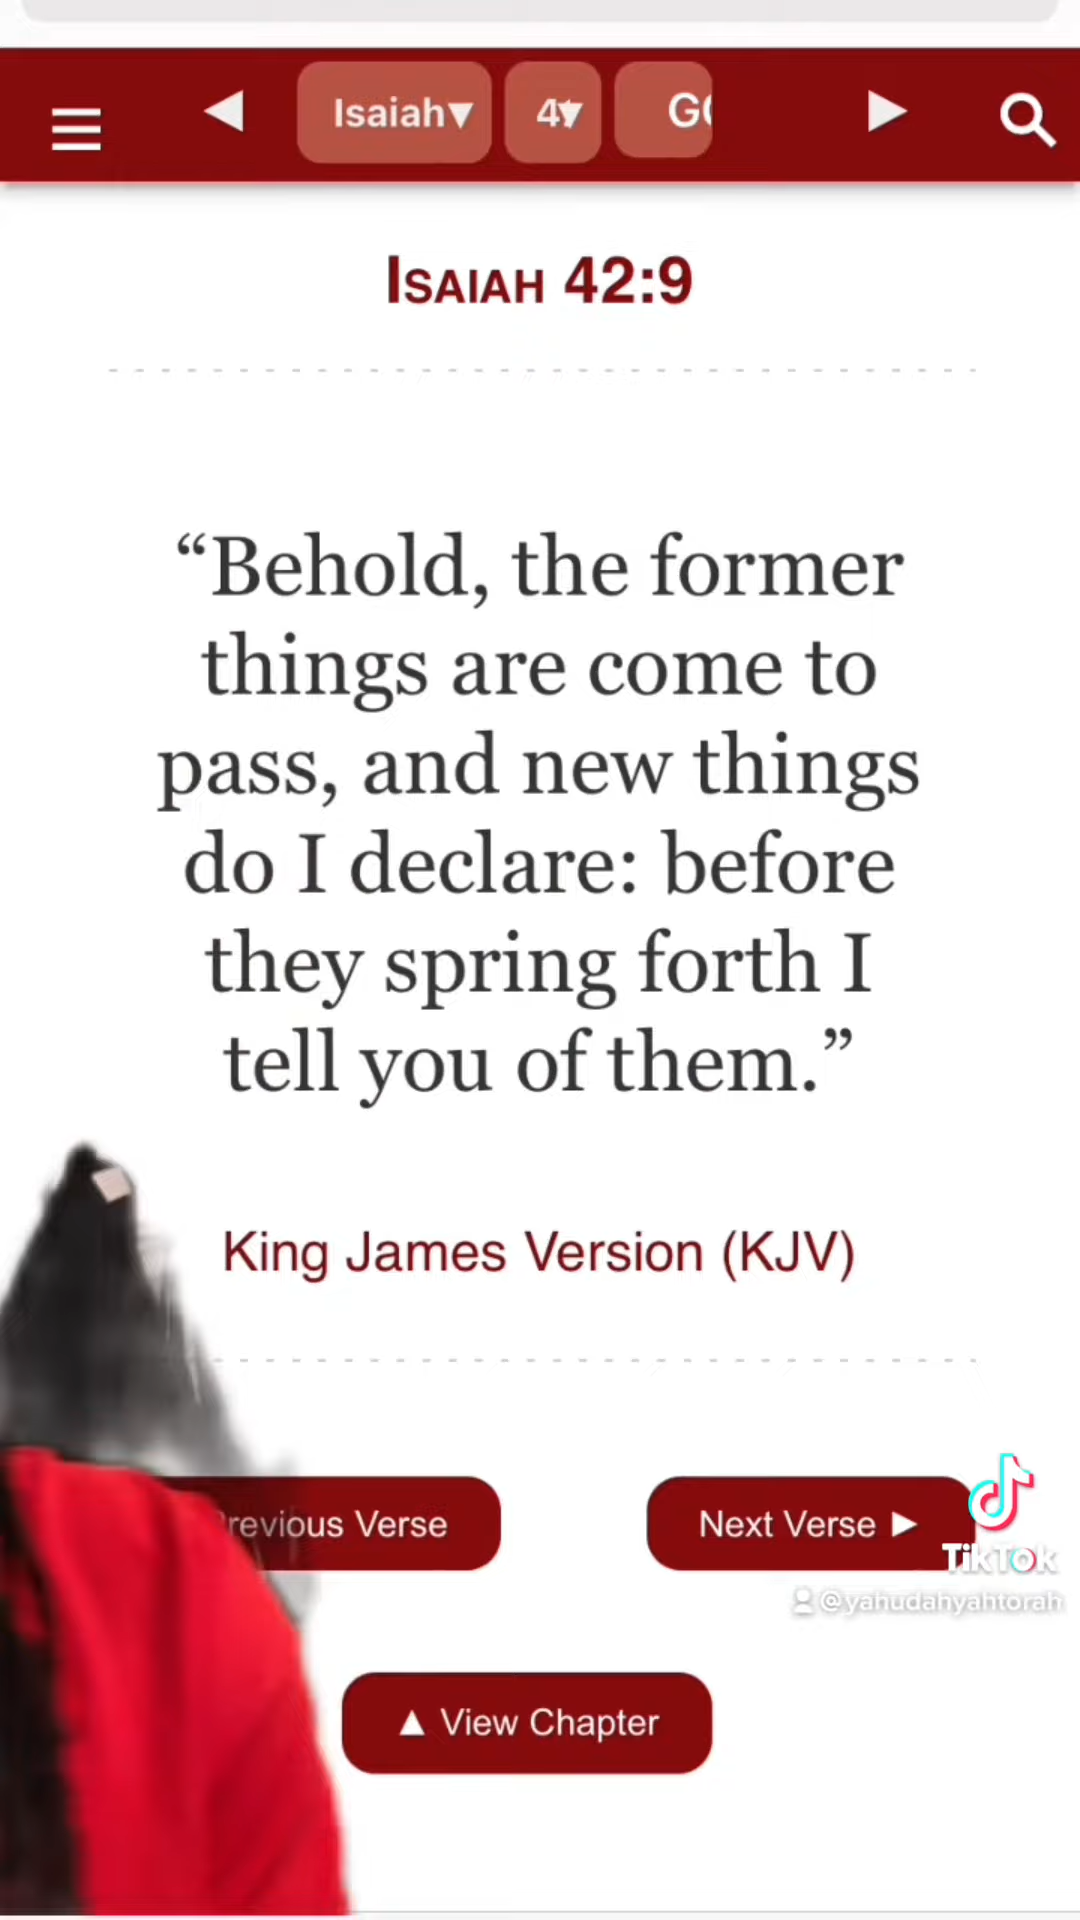 Isaiah▼
ISAIAH 42:9
“Behold, the former
things are come to
pass, and new things
do I declare: before
they spring forth I
tell you of them.”
King James Version (KJV)
revious Verse
Next Verse ►
TikTok
@yahudahyahtorah
▲ View Chapter